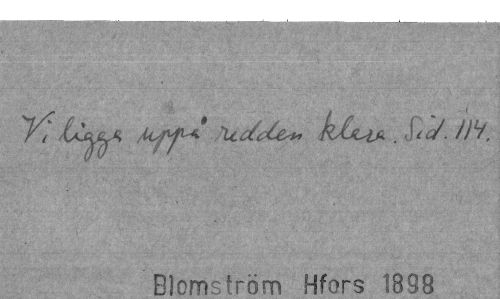 Vi ligga uppå redden klara. Sid. 114.
Blomström Hfors 1898